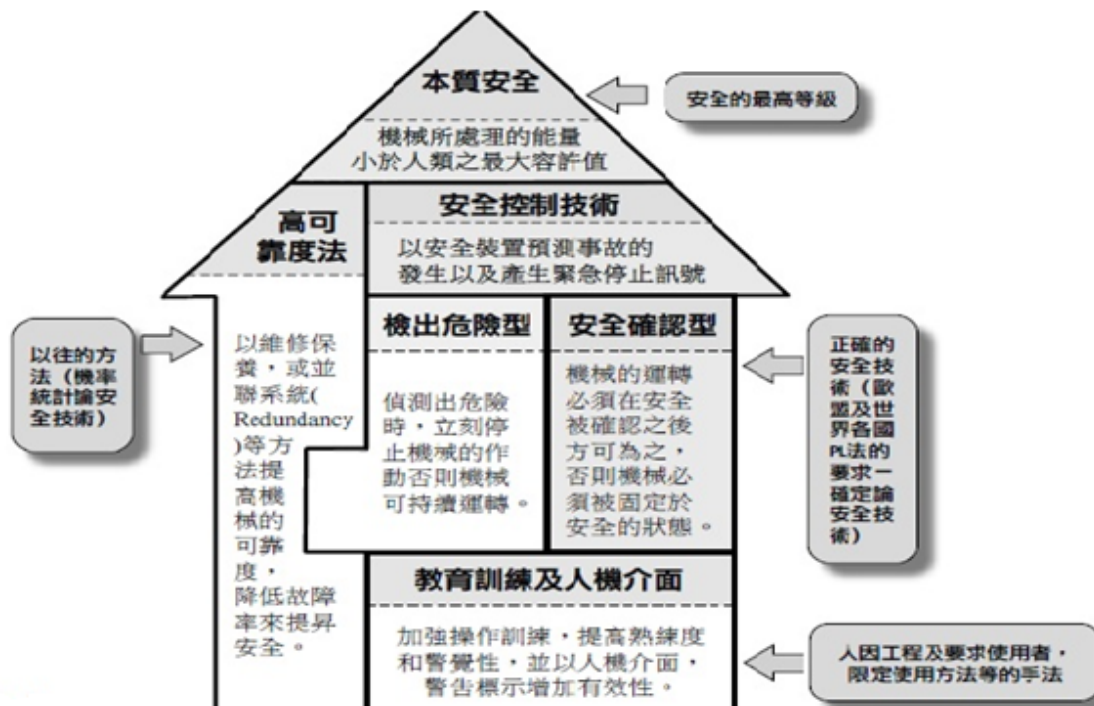 本質安全
機械所處理的能量
小於人類之最大容許值
安全的最高等級
高可
靠度法
以維修保
養，或並
聯系統(
Redundancy
)等方
法提
高機
械的
可靠
度，
降低故障
率來提昇
安全。
以往的方
法（機率
統計論安
全技術）
安全控制技術
以安全裝置預測事故的
發生以及產生緊急停止訊號
檢出危險型
偵測出危險
時，立刻停
止機械的作
動否則機械
可持續運轉。
安全確認型
機械的運轉
必須在安全
被確認之後
方可為之，
否則機械必
須被固定於
安全的狀態。
正確的
安全技
術（歐
盟及世
界各國
PL法的
要求－
確定論
安全技
術）
教育訓練及人機介面
加強操作訓練，提高熟練度
和警覺性，並以人機介面，
警告標示增加有效性。
人因工程及要求使用者，
限定使用方法等的手法